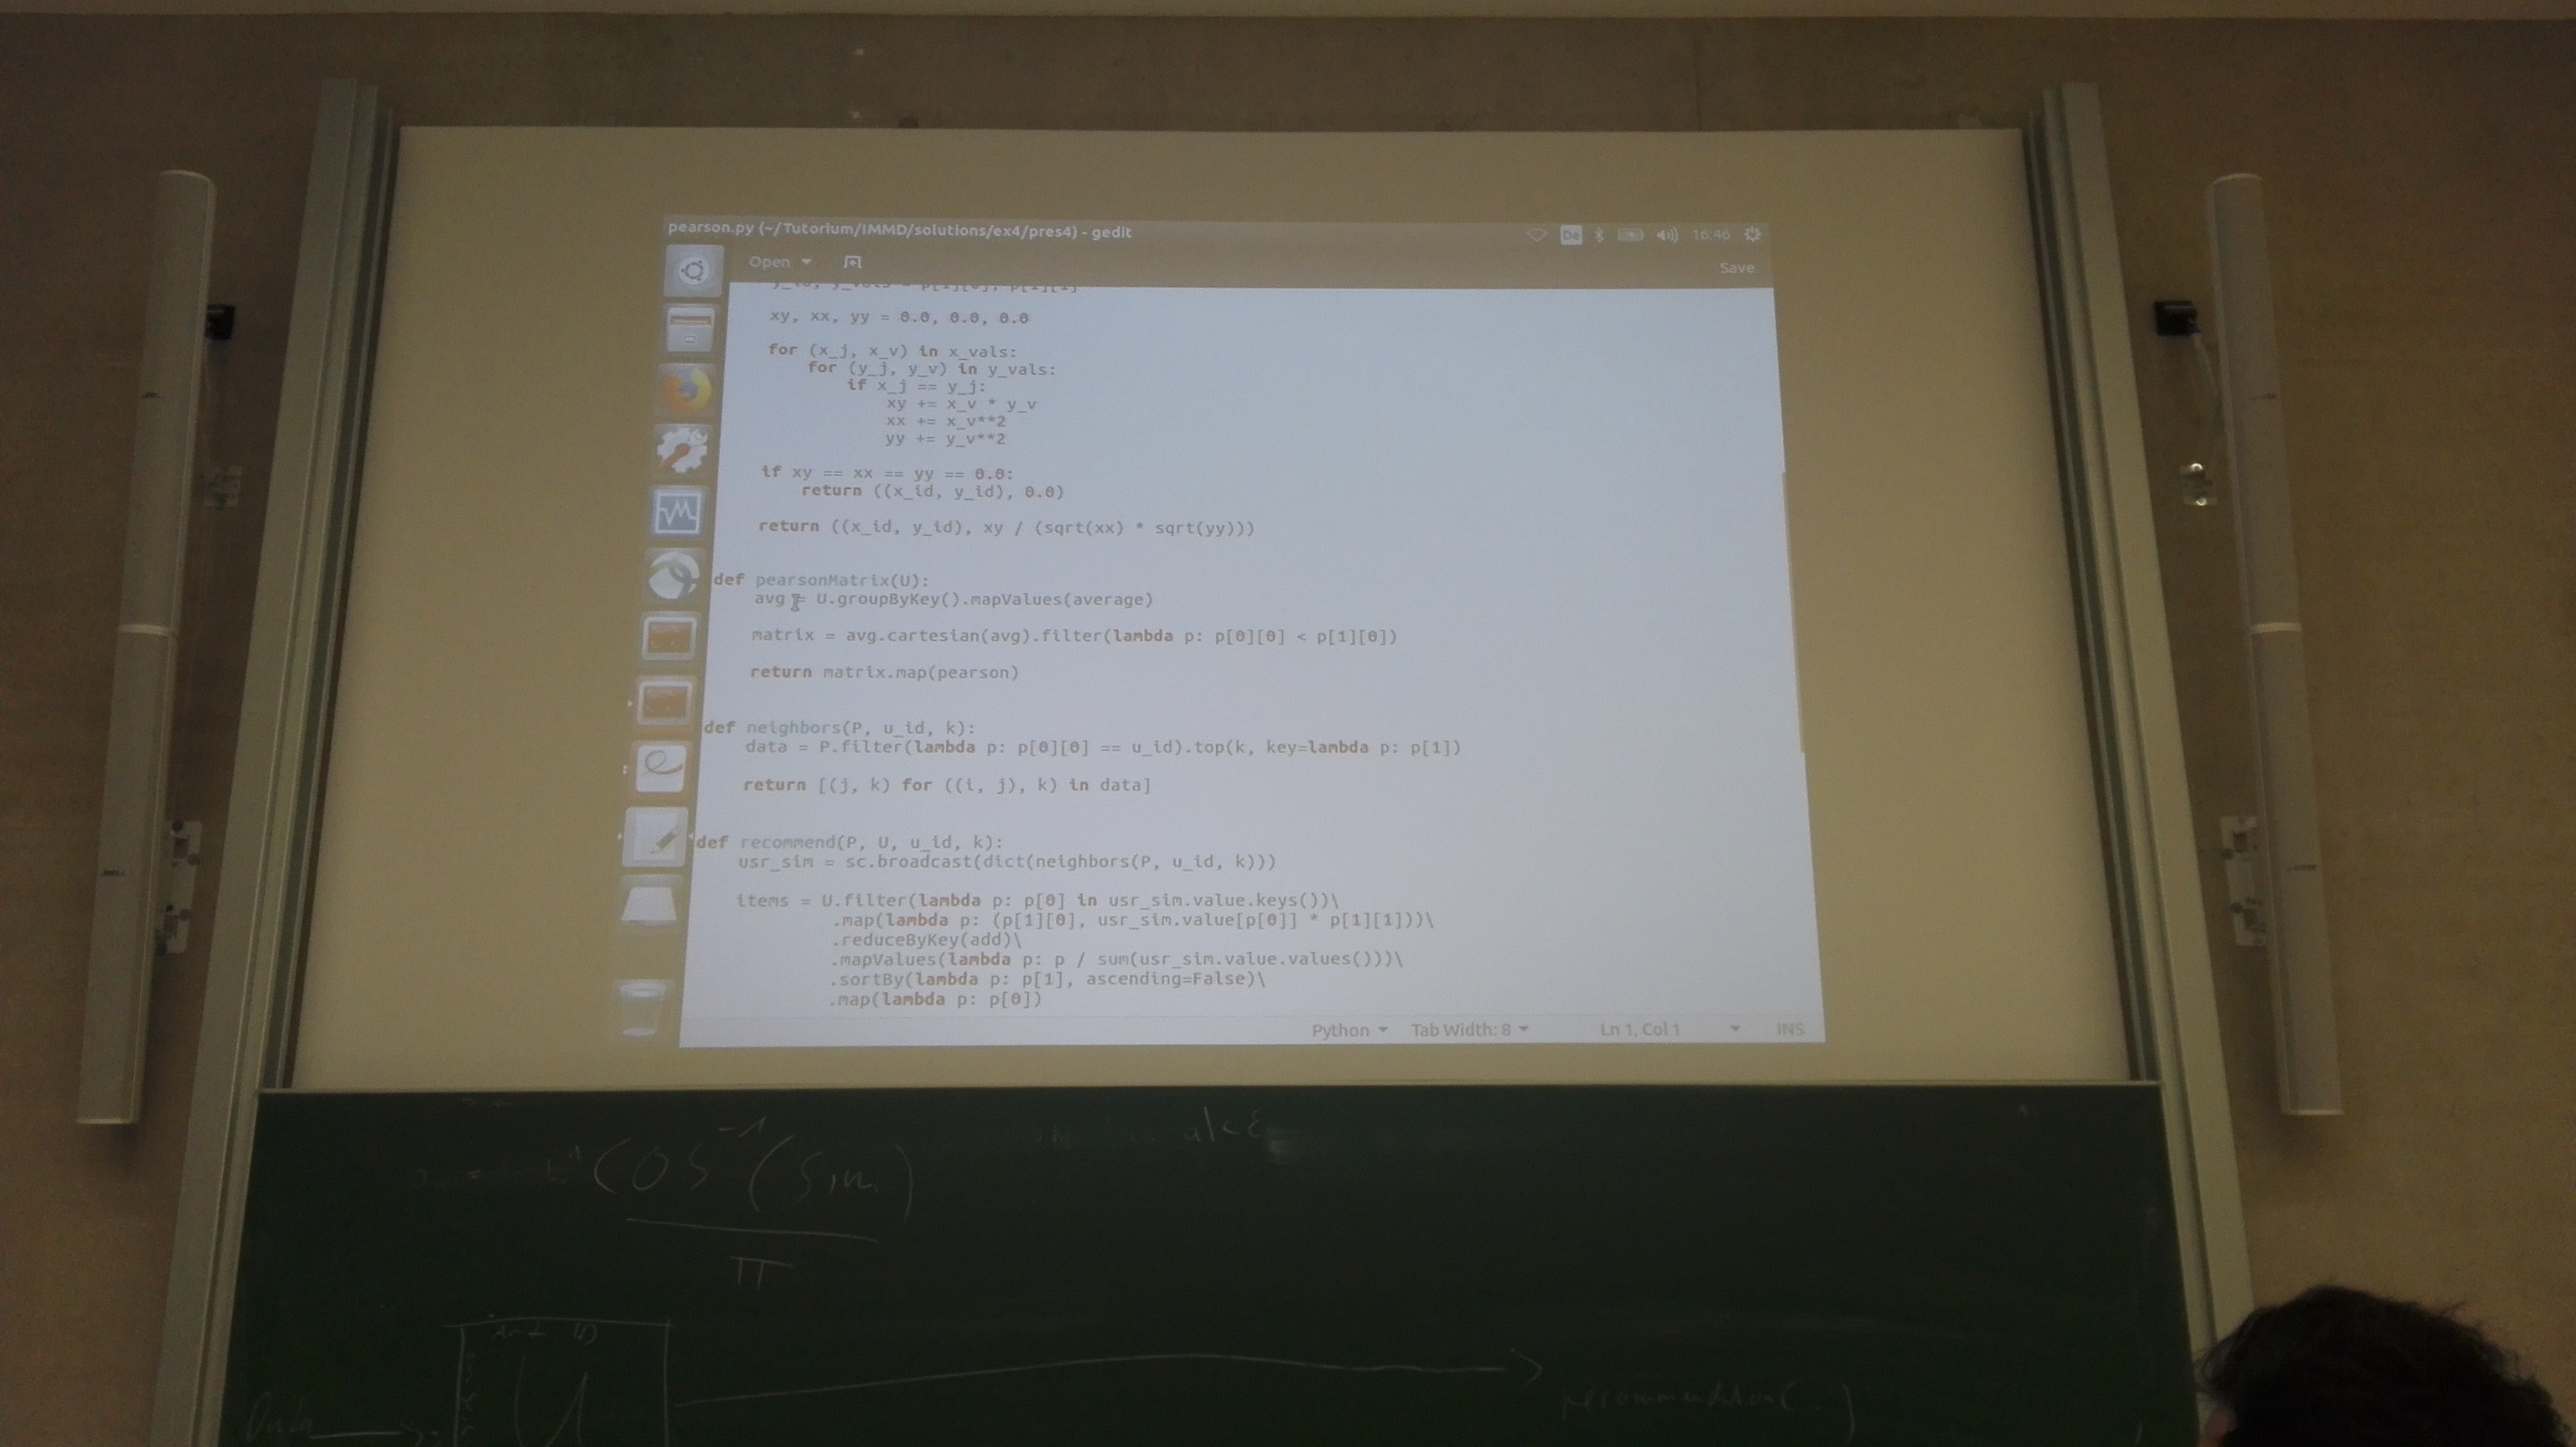 pearson.py (~/Tutorium/IMMD/solutions/ex4/pres4) - gedit
De 16:46
Open Save
y_id, y_vals = p[1][0], p[1][1]
xy, xx, yy = 0.0, 0.0, 0.0
for (x_j, x_v) in x_vals:
for (y_j, y_v) in y_vals:
if x_j == y_j:
xy += x_v * y_v
xx += x_v**2
yy += y_v**2
if xy == xx == yy == 0.0:
return ((x_id, y_id), 0.0)
return ((x_id, y_id), xy / (sqrt(xx) * sqrt(yy)))
def pearsonMatrix(U):
avg = U.groupByKey().mapValues(average)
matrix = avg.cartesian(avg).filter(lambda p: p[0][0] < p[1][0])
return matrix.map(pearson)
def neighbors(P, u_id, k):
data = P.filter(lambda p: p[0][0] == u_id).top(k, key=lambda p: p[1])
return [(j, k) for ((i, j), k) in data]
def recommend(P, U, u_id, k):
usr_sim = sc.broadcast(dict(neighbors(P, u_id, k)))
items = U.filter(lambda p: p[0] in usr_sim.value.keys())\
.map(lambda p: (p[1][0], usr_sim.value[p[0]] * p[1][1]))\
.reduceByKey(add)\
.mapValues(lambda p: p / sum(usr_sim.value.values()))\
.sortBy(lambda p: p[1], ascending=False)\
.map(lambda p: p[0])
Python Tab Width: 8 Ln 1, Col 1 INS
cos⁻¹(sim)
π
U
Data
recommendation(